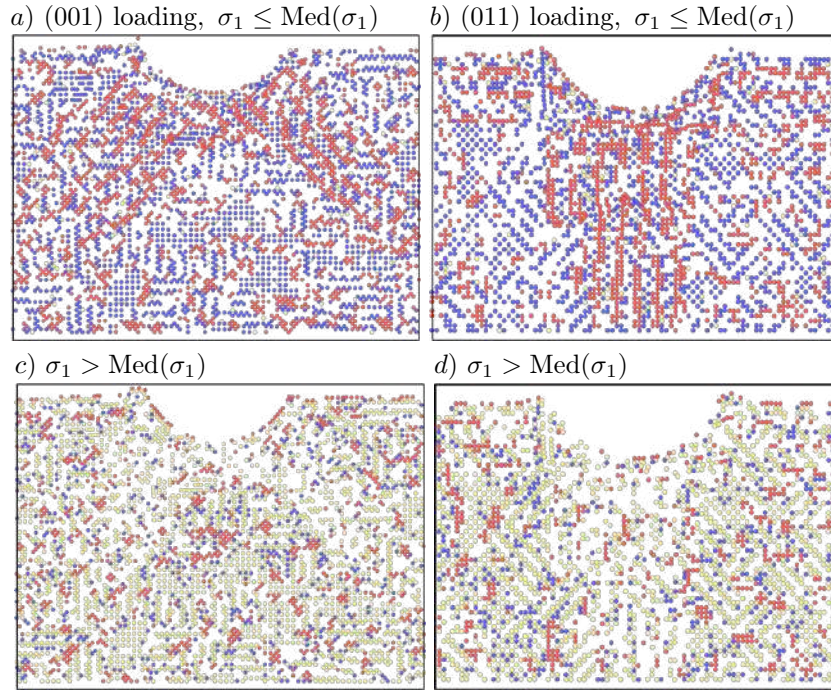 a) (001) loading, σ₁ ≤ Med(σ₁)
b) (011) loading, σ₁ ≤ Med(σ₁)
c) σ₁ > Med(σ₁)
d) σ₁ > Med(σ₁)